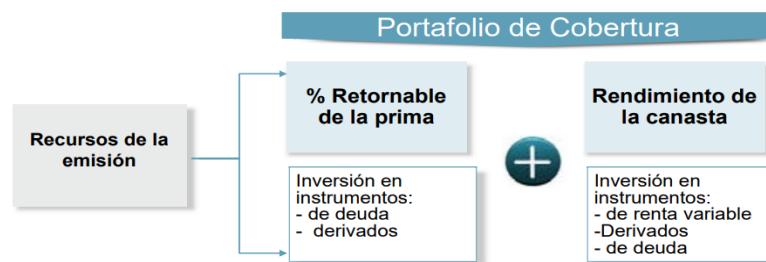 Portafolio de Cobertura
Recursos de la
emisión
% Retornable
de la prima
Inversión en
instrumentos:
- de deuda
- derivados
Rendimiento de
la canasta
Inversión en
instrumentos:
- de renta variable
-Derivados
- de deuda